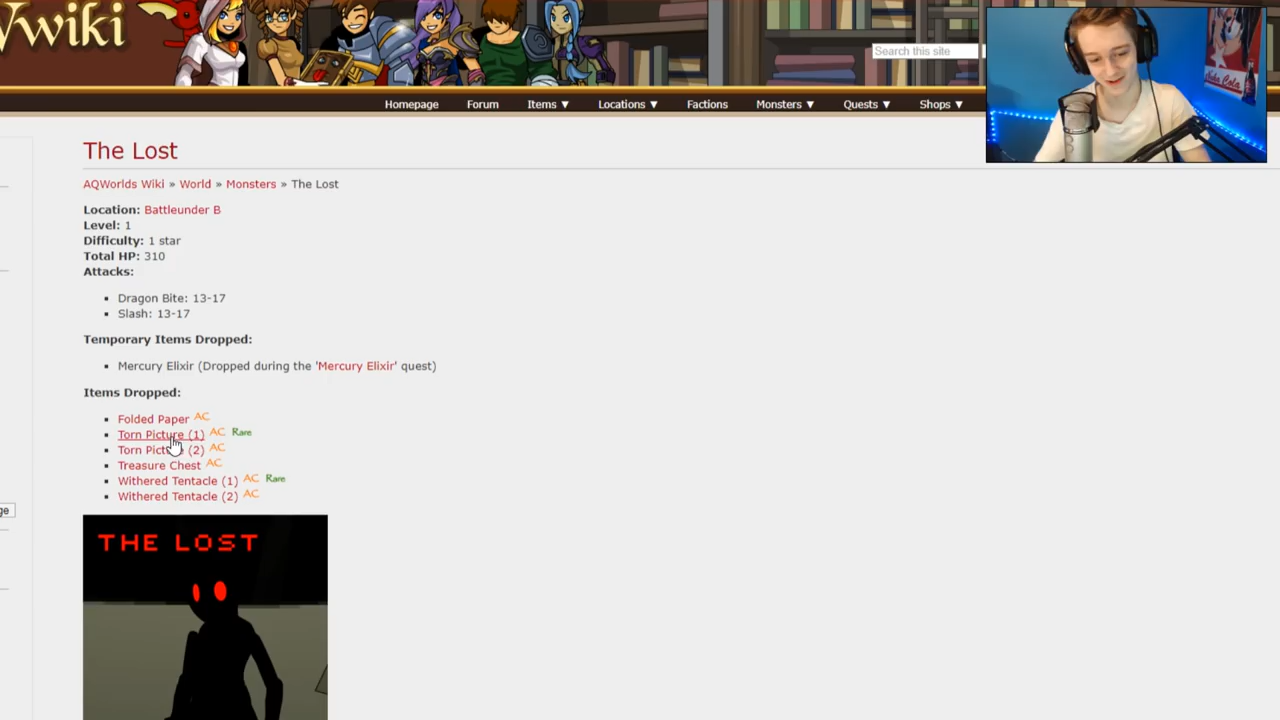 wiki
Search this site
Homepage Forum Items ▼ Locations ▼ Factions Monsters ▼ Quests ▼ Shops ▼
The Lost
AQWorlds Wiki » World » Monsters » The Lost
Location: Battleunder B
Level: 1
Difficulty: 1 star
Total HP: 310
Attacks:
Dragon Bite: 13-17
Slash: 13-17
Temporary Items Dropped:
Mercury Elixir (Dropped during the 'Mercury Elixir' quest)
Items Dropped:
Folded Paper AC
Torn Picture (1) AC Rare
Torn Picture (2) AC
Treasure Chest AC
Withered Tentacle (1) AC Rare
Withered Tentacle (2) AC
ge
THE LOST
Cola